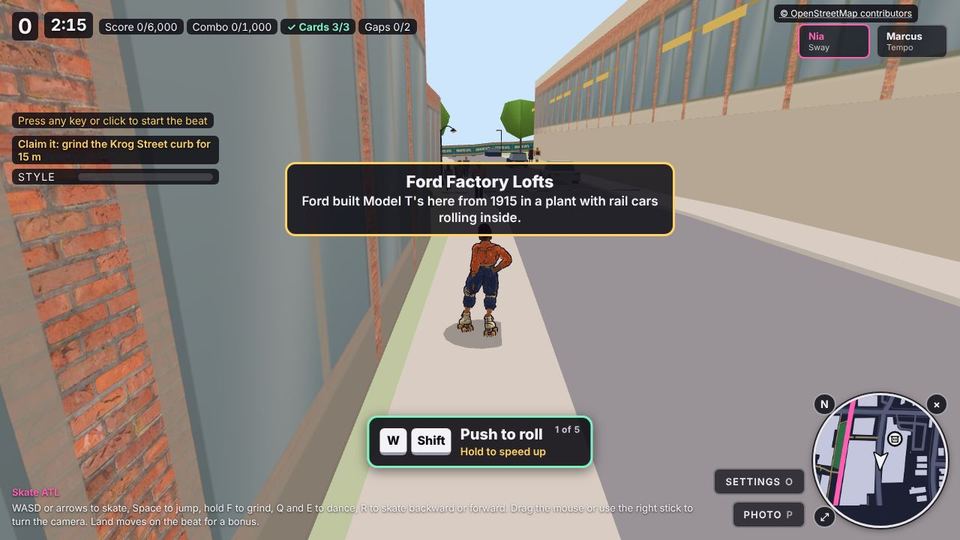 0 2:15 Score 0/6,000 Combo 0/1,000 ✓ Cards 3/3 Gaps 0/2
© OpenStreetMap contributors
Nia
Sway
Marcus
Tempo
Press any key or click to start the beat
Claim it: grind the Krog Street curb for
15 m
STYLE
Ford Factory Lofts
Ford built Model T's here from 1915 in a plant with rail cars
rolling inside.
W Shift Push to roll 1 of 5
Hold to speed up
N ×
SETTINGS O
PHOTO P
Skate ATL
WASD or arrows to skate, Space to jump, hold F to grind, Q and E to dance, R to skate backward or forward. Drag the mouse or use the right stick to
turn the camera. Land moves on the beat for a bonus.